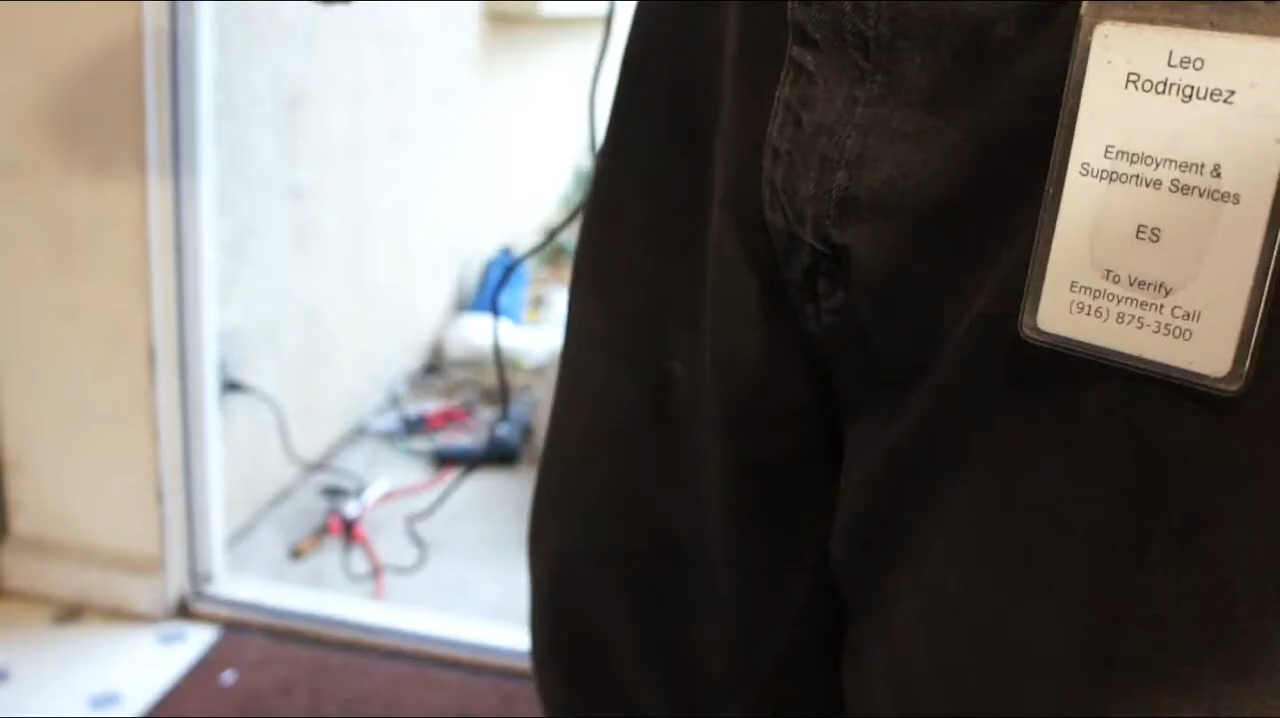 Leo
Rodriguez
Employment &
Supportive Services
ES
To Verify
Employment Call
(916) 875-3500